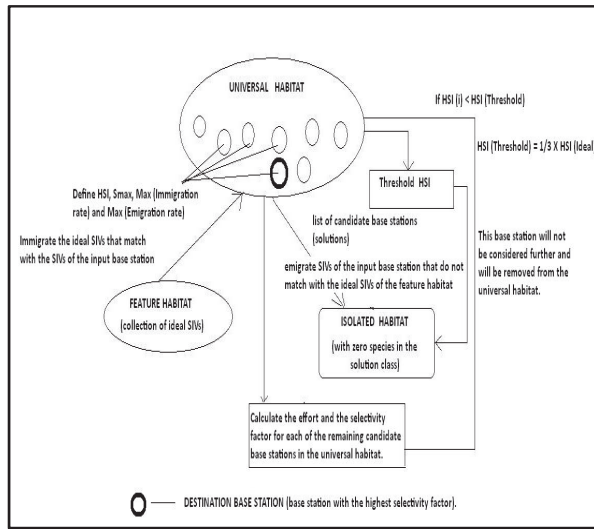 UNIVERSAL HABITAT
If HSI (i) < HSI (Threshold)
HSI (Threshold) = 1/3 X HSI (Ideal)
Threshold HSI
Define HSI, Smax, Max (Immigration
rate) and Max (Emigration rate)
list of candidate base stations
(solutions)
Immigrate the ideal SIVs that match
with the SIVs of the input base station
emigrate SIVs of the input base station that do not
match with the ideal SIVs of the feature habitat
This base station will not
be considered further and
will be removed from the
universal habitat.
FEATURE HABITAT
(collection of ideal SIVs)
ISOLATED HABITAT
(with zero species in the
solution class)
Calculate the effort and the selectivity
factor for each of the remaining candidate
base stations in the universal habitat.
DESTINATION BASE STATION (base station with the highest selectivity factor).